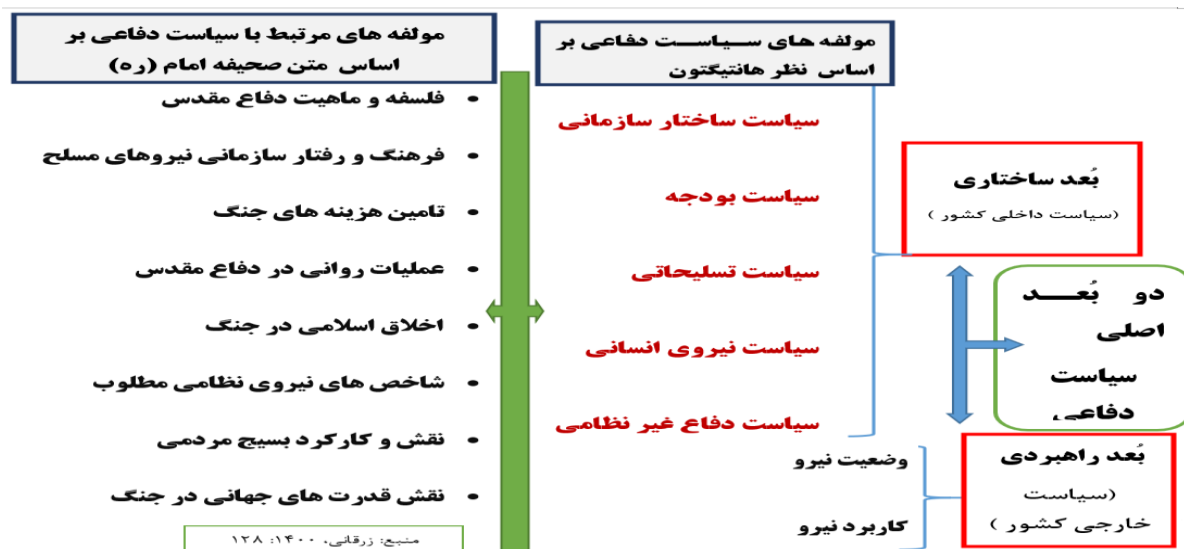 مولفه های سیاست دفاعی بر
اساس نظر هانتیگتون
مولفه های مرتبط با سیاست دفاعی بر
اساس متن صحیفه امام (ره)
دو بُعد
اصلی
سیاست
دفاعی
بُعد ساختاری
(سیاست داخلی کشور )
سیاست ساختار سازمانی
سیاست بودجه
سیاست تسلیحاتی
سیاست نیروی انسانی
سیاست دفاع غیر نظامی
بُعد راهبردی
(سیاست
خارجی کشور )
وضعیت نیرو
کاربرد نیرو
• فلسفه و ماهیت دفاع مقدس
• فرهنگ و رفتار سازمانی نیروهای مسلح
• تامین هزینه های جنگ
• عملیات روانی در دفاع مقدس
• اخلاق اسلامی در جنگ
• شاخص های نیروی نظامی مطلوب
• نقش و کارکرد بسیج مردمی
• نقش قدرت های جهانی در جنگ
منبع: زرقانی، ۱۴۰۰: ۱۲۸